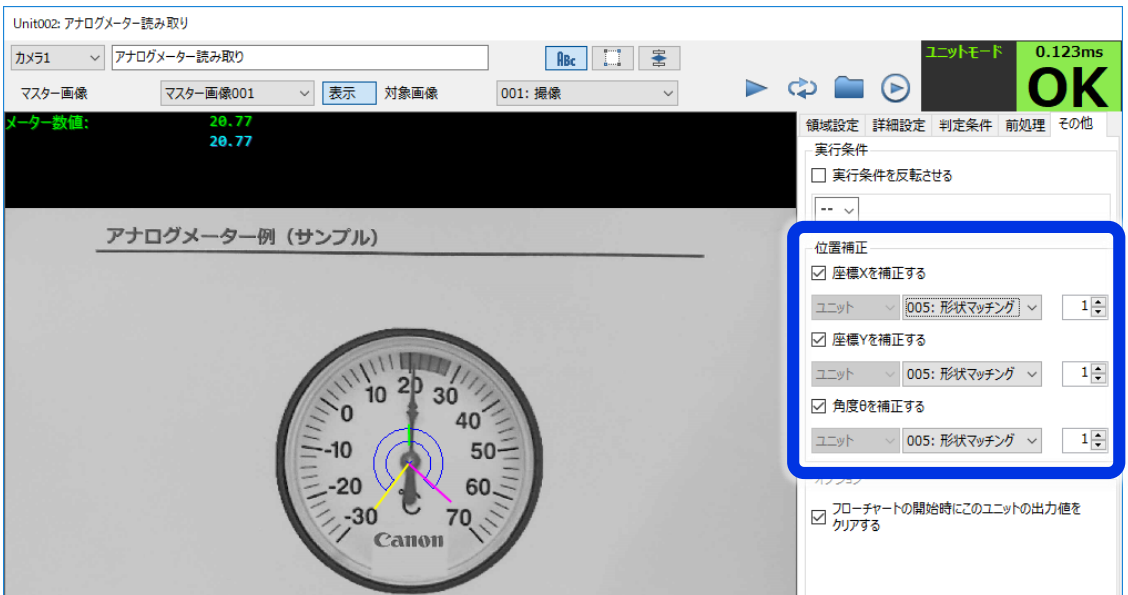 Unit002: アナログメーター読み取り
カメラ1 アナログメーター読み取り ABc ユニットモード 0.123ms
OK
マスター画像 マスター画像001 表示 対象画像 001: 撮像
メーター数値: 20.77
20.77
領域設定 詳細設定 判定条件 前処理 その他
実行条件
実行条件を反転させる
--
アナログメーター例（サンプル）
位置補正
座標Xを補正する
ユニット 005: 形状マッチング 1
座標Yを補正する
ユニット 005: 形状マッチング 1
角度θを補正する
ユニット 005: 形状マッチング 1
オプション
フローチャートの開始時にこのユニットの出力値を
クリアする
-30
-20
-10
0
10
20
30
40
50
60
70
℃
Canon